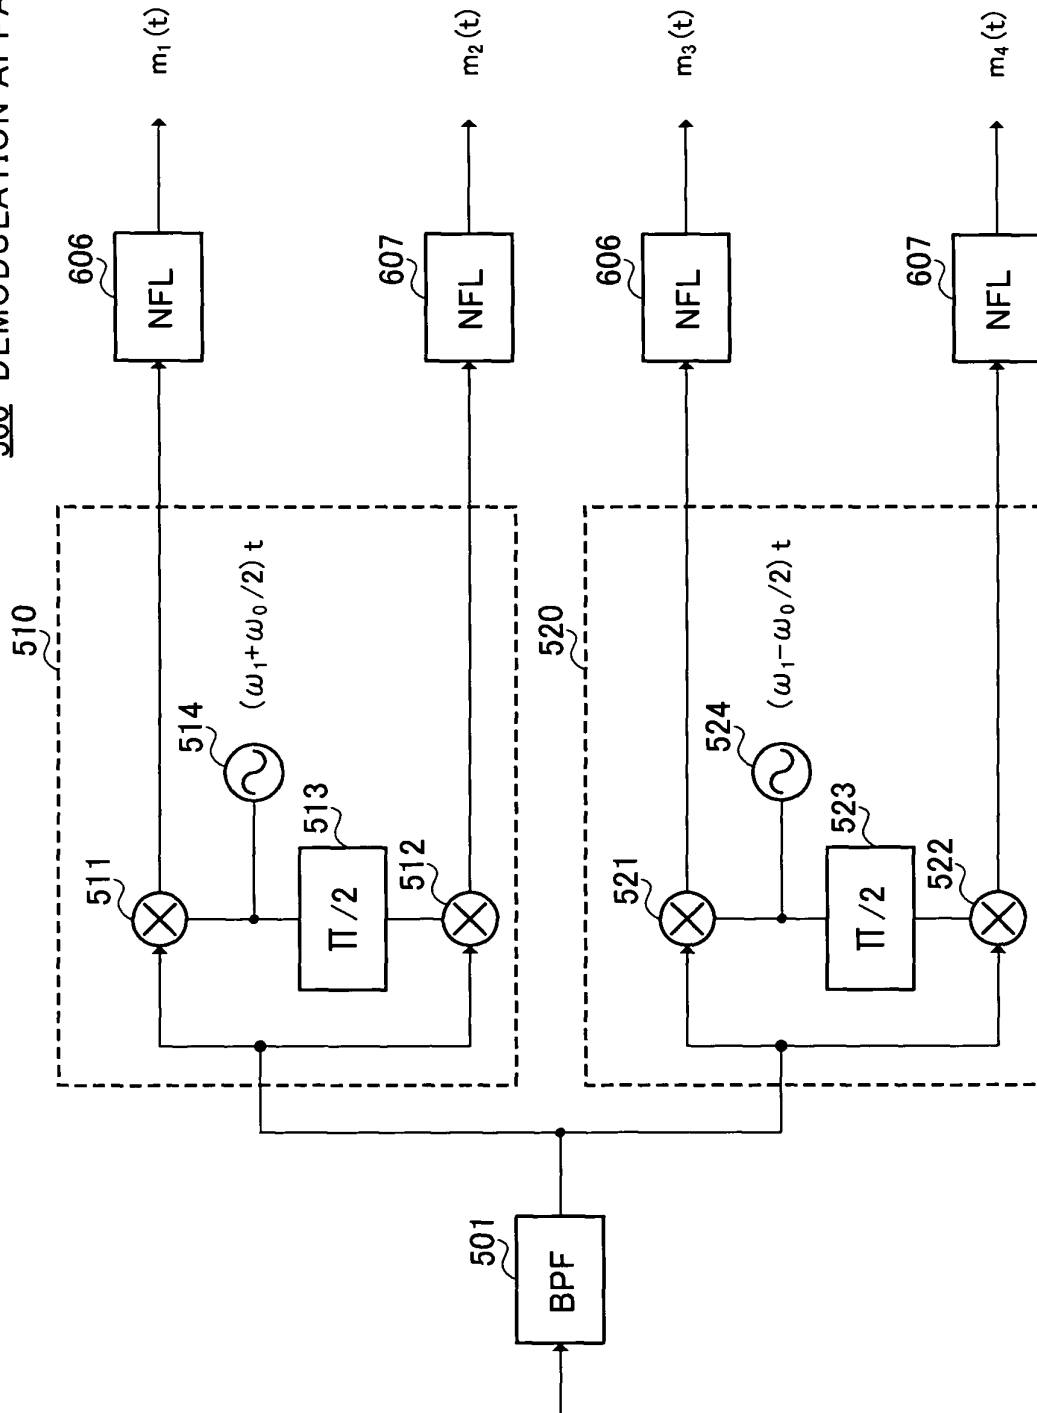 DEMODULATION
510
511
514
(ω₁+ω₀/2)t
513
π/2
512
606
NFL
m₁(t)
607
NFL
m₂(t)
501
BPF
520
521
524
(ω₁−ω₀/2)t
523
π/2
522
606
NFL
m₃(t)
607
NFL
m₄(t)